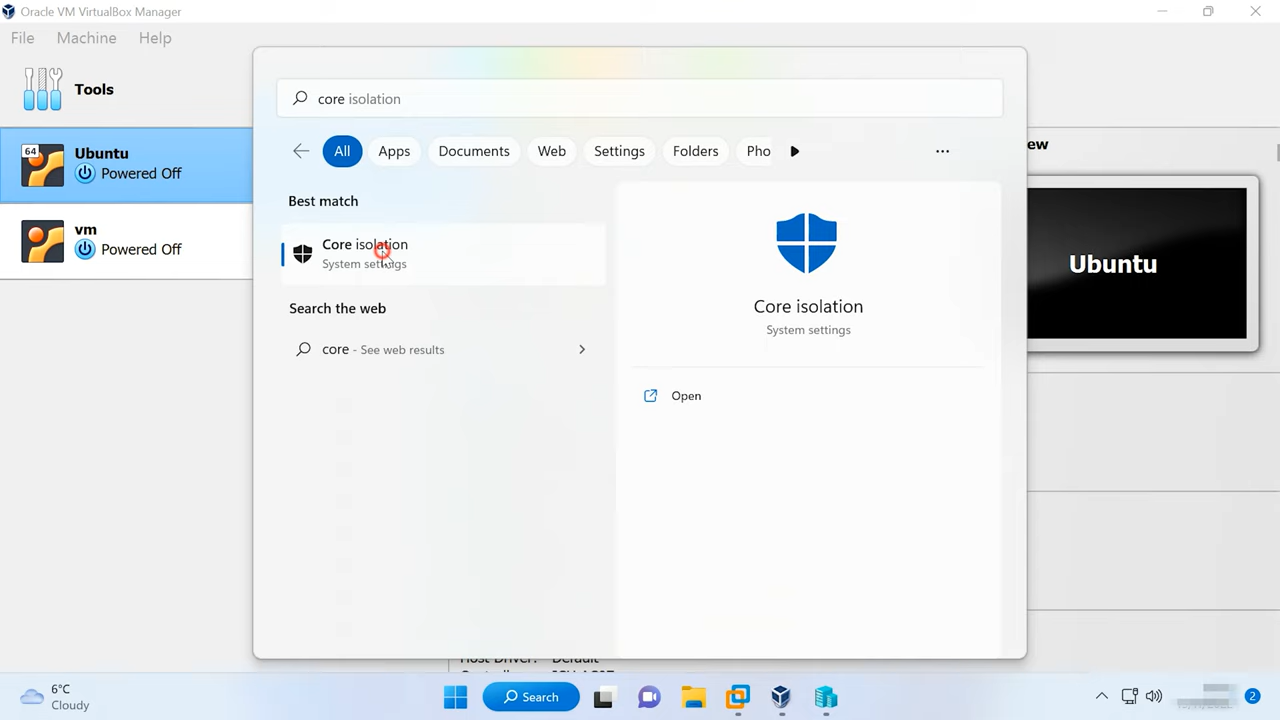 Oracle VM VirtualBox Manager
File Machine Help
Tools
64
Ubuntu
Powered Off
vm
Powered Off
core isolation
All Apps Documents Web Settings Folders Pho
Best match
Core isolation
System settings
Search the web
core - See web results
Core isolation
System settings
Open
ew
Ubuntu
Host Driver: Default
6°C
Cloudy
Search
2